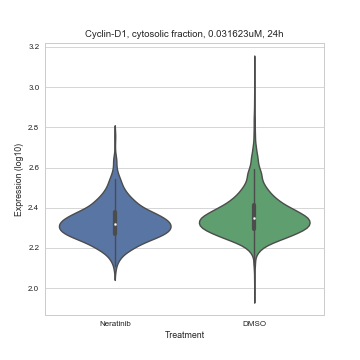 Cyclin-D1, cytosolic fraction, 0.031623uM, 24h
3.2
3.0
2.8
2.6
2.4
2.2
2.0
Expression (log10)
Neratinib DMSO
Treatment